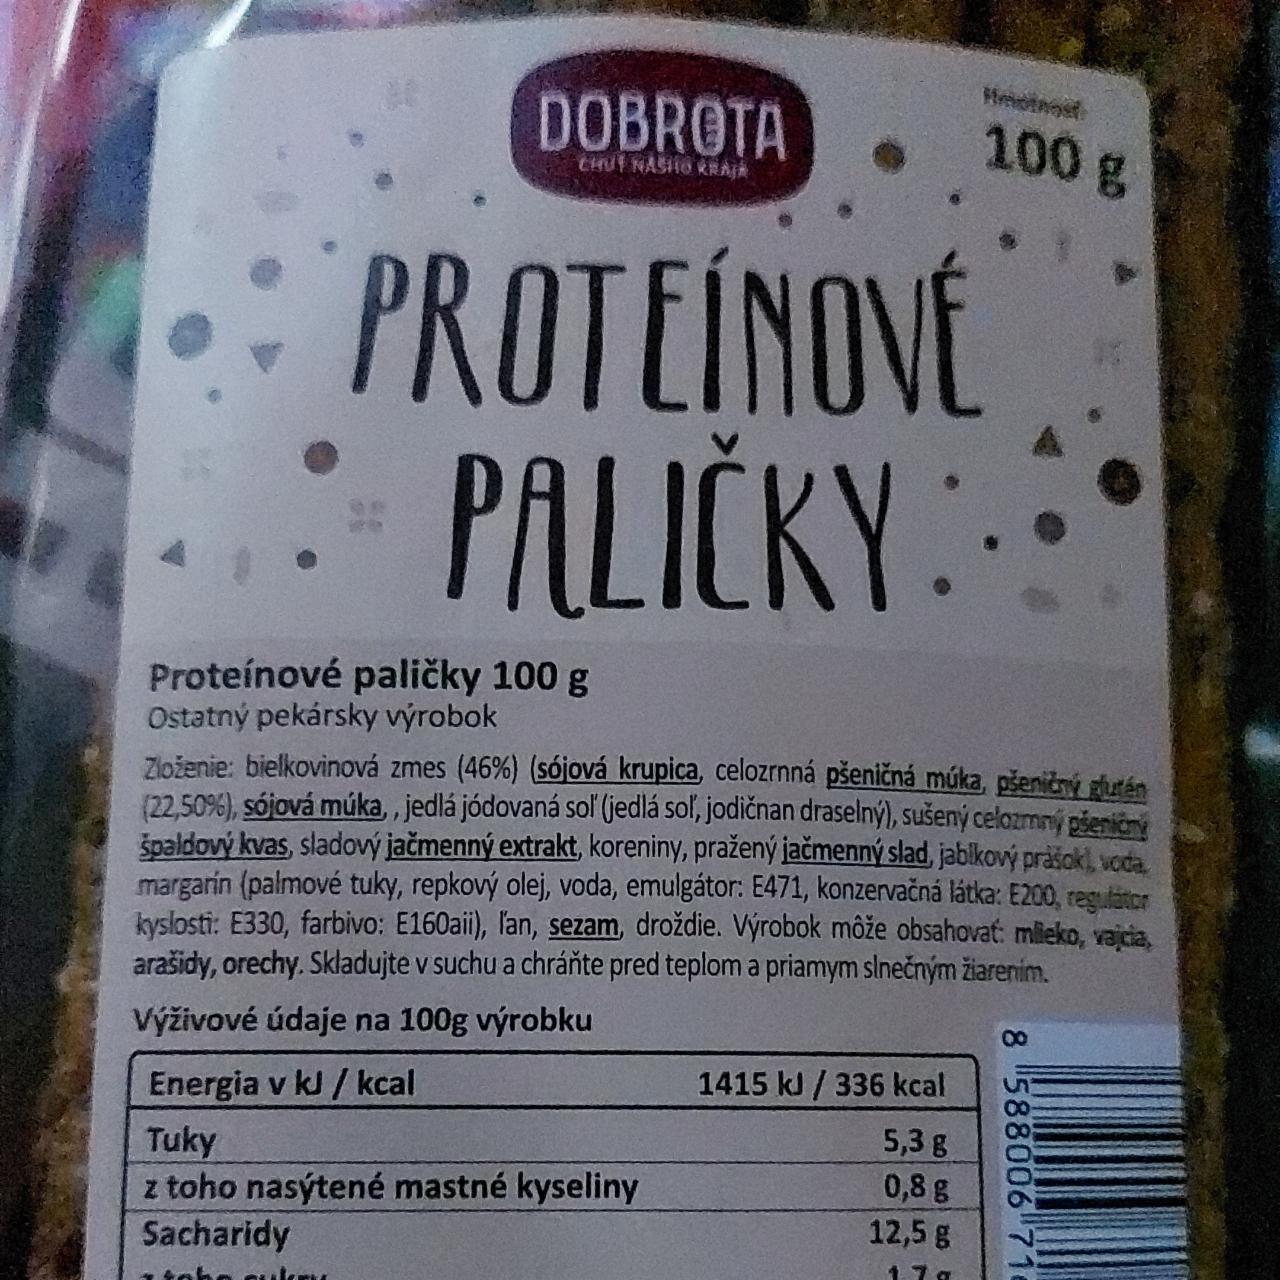 DOBROTA
CHUŤ NÁŠHO KRAJA
Hmotnosť:
100 g
PROTEÍNOVÉ
PALIČKY
Proteínové paličky 100 g
Ostatný pekársky výrobok
Zloženie: bielkovinová zmes (46%) (sójová krupica, celozrnná pšeničná múka, pšeničný glutén
(22,50%), sójová múka, , jedlá jódovaná soľ (jedlá soľ, jodičnan draselný), sušený celozrnný pšeničný
špaldový kvas, sladový jačmenný extrakt, koreniny, pražený jačmenný slad, jablkový prášok), voda,
margarín (palmové tuky, repkový olej, voda, emulgátor: E471, konzervačná látka: E200, regulátor
kyslosti: E330, farbivo: E160aii), ľan, sezam, droždie. Výrobok môže obsahovať: mlieko, vajcia,
arašidy, orechy. Skladujte v suchu a chráňte pred teplom a priamym slnečným žiarením.
Výživové údaje na 100g výrobku
Energia v kJ / kcal 1415 kJ / 336 kcal
Tuky 5,3 g
z toho nasýtené mastné kyseliny 0,8 g
Sacharidy 12,5 g
z toho cukry 1,7 g
8 588006 71